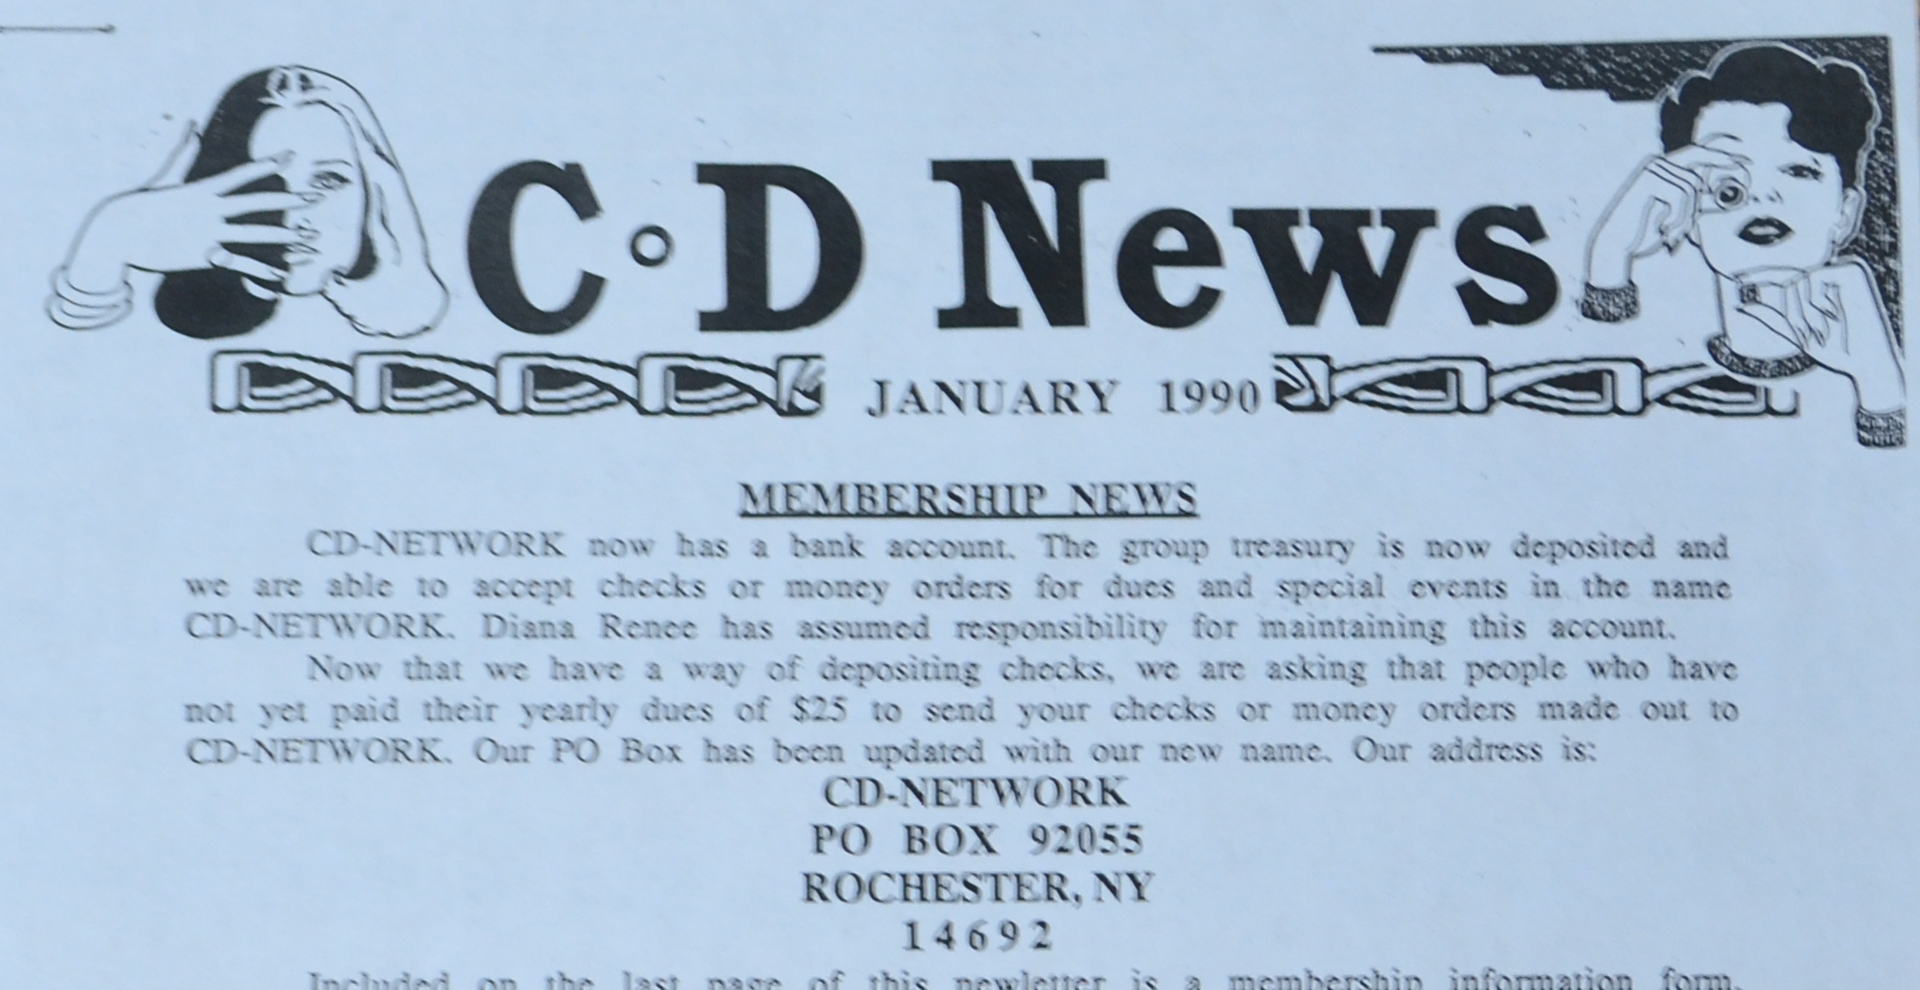 C·D News
JANUARY 1990
MEMBERSHIP NEWS
CD-NETWORK now has a bank account. The group treasury is now deposited and
we are able to accept checks or money orders for dues and special events in the name
CD-NETWORK. Diana Renee has assumed responsibility for maintaining this account.
Now that we have a way of depositing checks, we are asking that people who have
not yet paid their yearly dues of $25 to send your checks or money orders made out to
CD-NETWORK. Our PO Box has been updated with our new name. Our address is:
CD-NETWORK
PO BOX 92055
ROCHESTER, NY
14692
Included on the last page of this newletter is a membership information form.